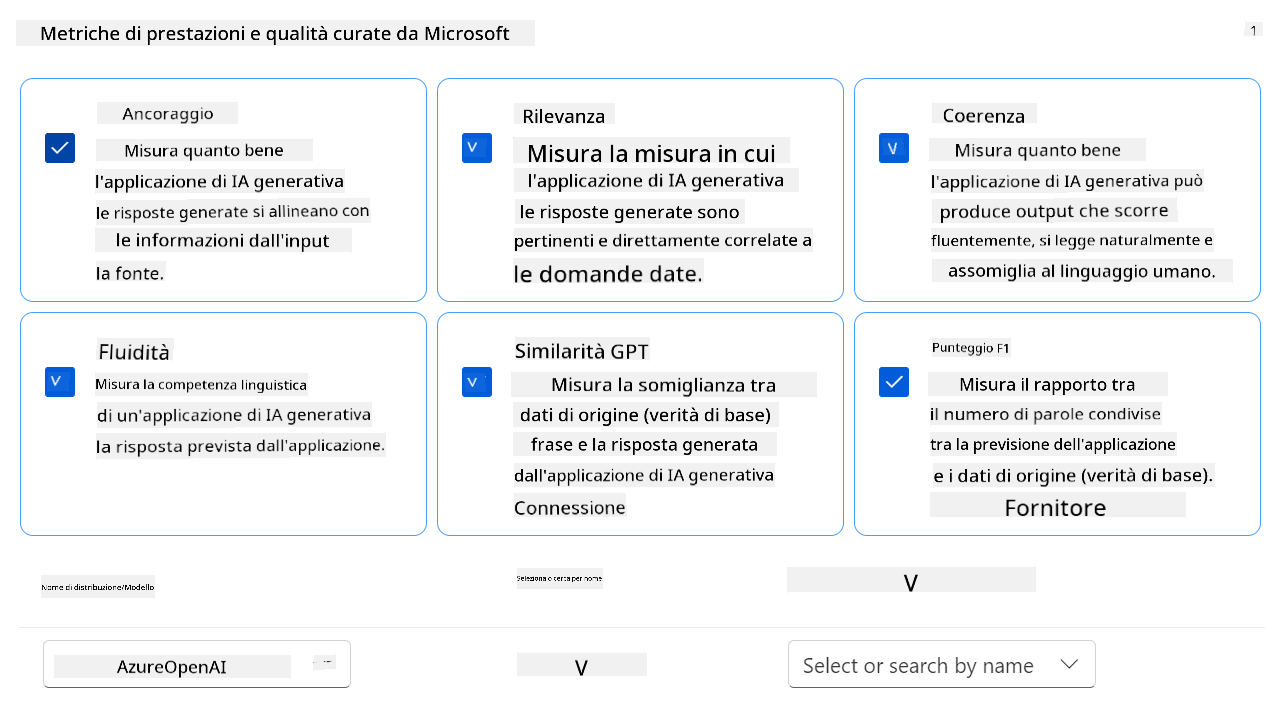 Metriche di prestazioni e qualità curate da Microsoft
1
Ancoraggio
Misura quanto bene
l'applicazione di IA generativa
le risposte generate si allineano con
le informazioni dall'input
la fonte.
V
Rilevanza
Misura la misura in cui
l'applicazione di IA generativa
le risposte generate sono
pertinenti e direttamente correlate a
le domande date.
V
Coerenza
Misura quanto bene
l'applicazione di IA generativa può
produce output che scorre
fluentemente, si legge naturalmente e
assomiglia al linguaggio umano.
V
Fluidità
Misura la competenza linguistica
di un'applicazione di IA generativa
la risposta prevista dall'applicazione.
V
Similarità GPT
Misura la somiglianza tra
dati di origine (verità di base)
frase e la risposta generata
dall'applicazione di IA generativa
Connessione
Punteggio F1
Misura il rapporto tra
il numero di parole condivise
tra la previsione dell'applicazione
e i dati di origine (verità di base).
Fornitore
Nome di distribuzione/Modello
Seleziona o cerca per nome
V
AzureOpenAI
V
Select or search by name